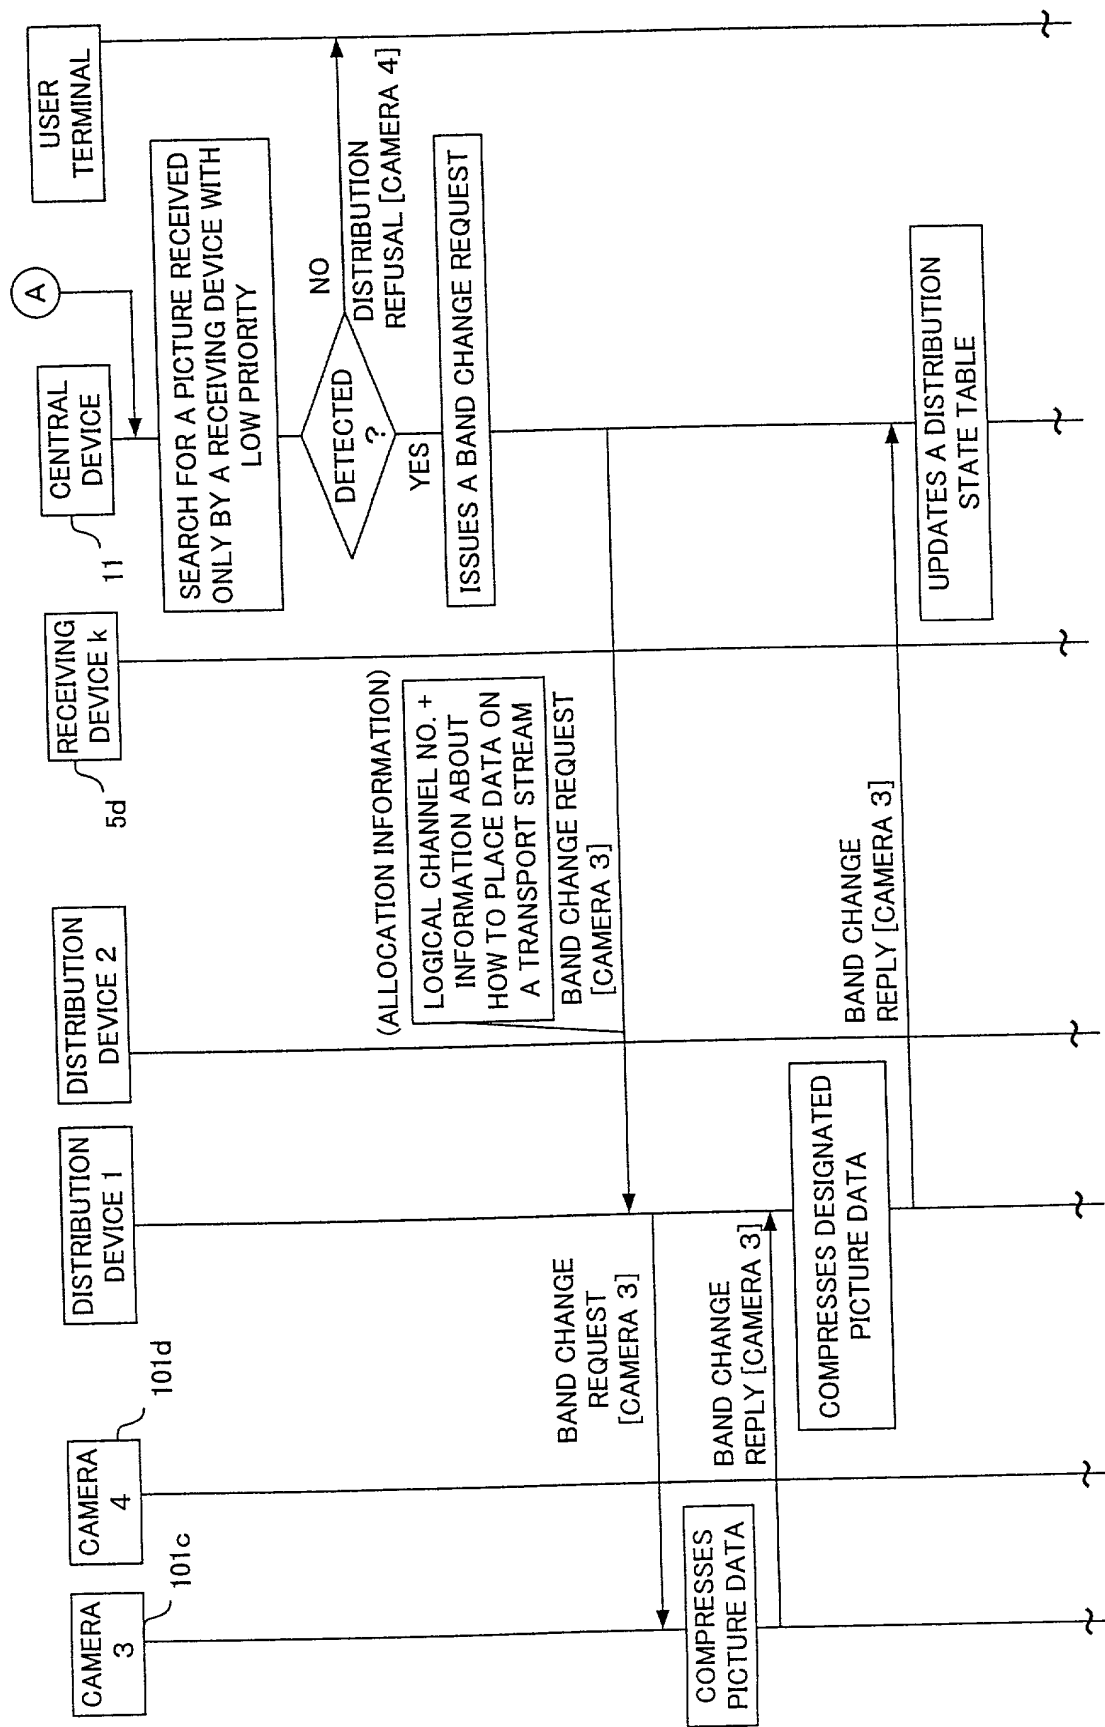 CAMERA
3
101c
CAMERA
4
101d
DISTRIBUTION
DEVICE 1
DISTRIBUTION
DEVICE 2
RECEIVING
DEVICE k
5d
CENTRAL
DEVICE
11
A
USER
TERMINAL
SEARCH FOR A PICTURE RECEIVED
ONLY BY A RECEIVING DEVICE WITH
LOW PRIORITY
DETECTED
?
NO
DISTRIBUTION
REFUSAL [CAMERA 4]
YES
ISSUES A BAND CHANGE REQUEST
(ALLOCATION INFORMATION)
LOGICAL CHANNEL NO. +
INFORMATION ABOUT
HOW TO PLACE DATA ON
A TRANSPORT STREAM
BAND CHANGE REQUEST
[CAMERA 3]
BAND CHANGE
REQUEST
[CAMERA 3]
COMPRESSES
PICTURE DATA
BAND CHANGE
REPLY [CAMERA 3]
COMPRESSES DESIGNATED
PICTURE DATA
BAND CHANGE
REPLY [CAMERA 3]
UPDATES A DISTRIBUTION
STATE TABLE